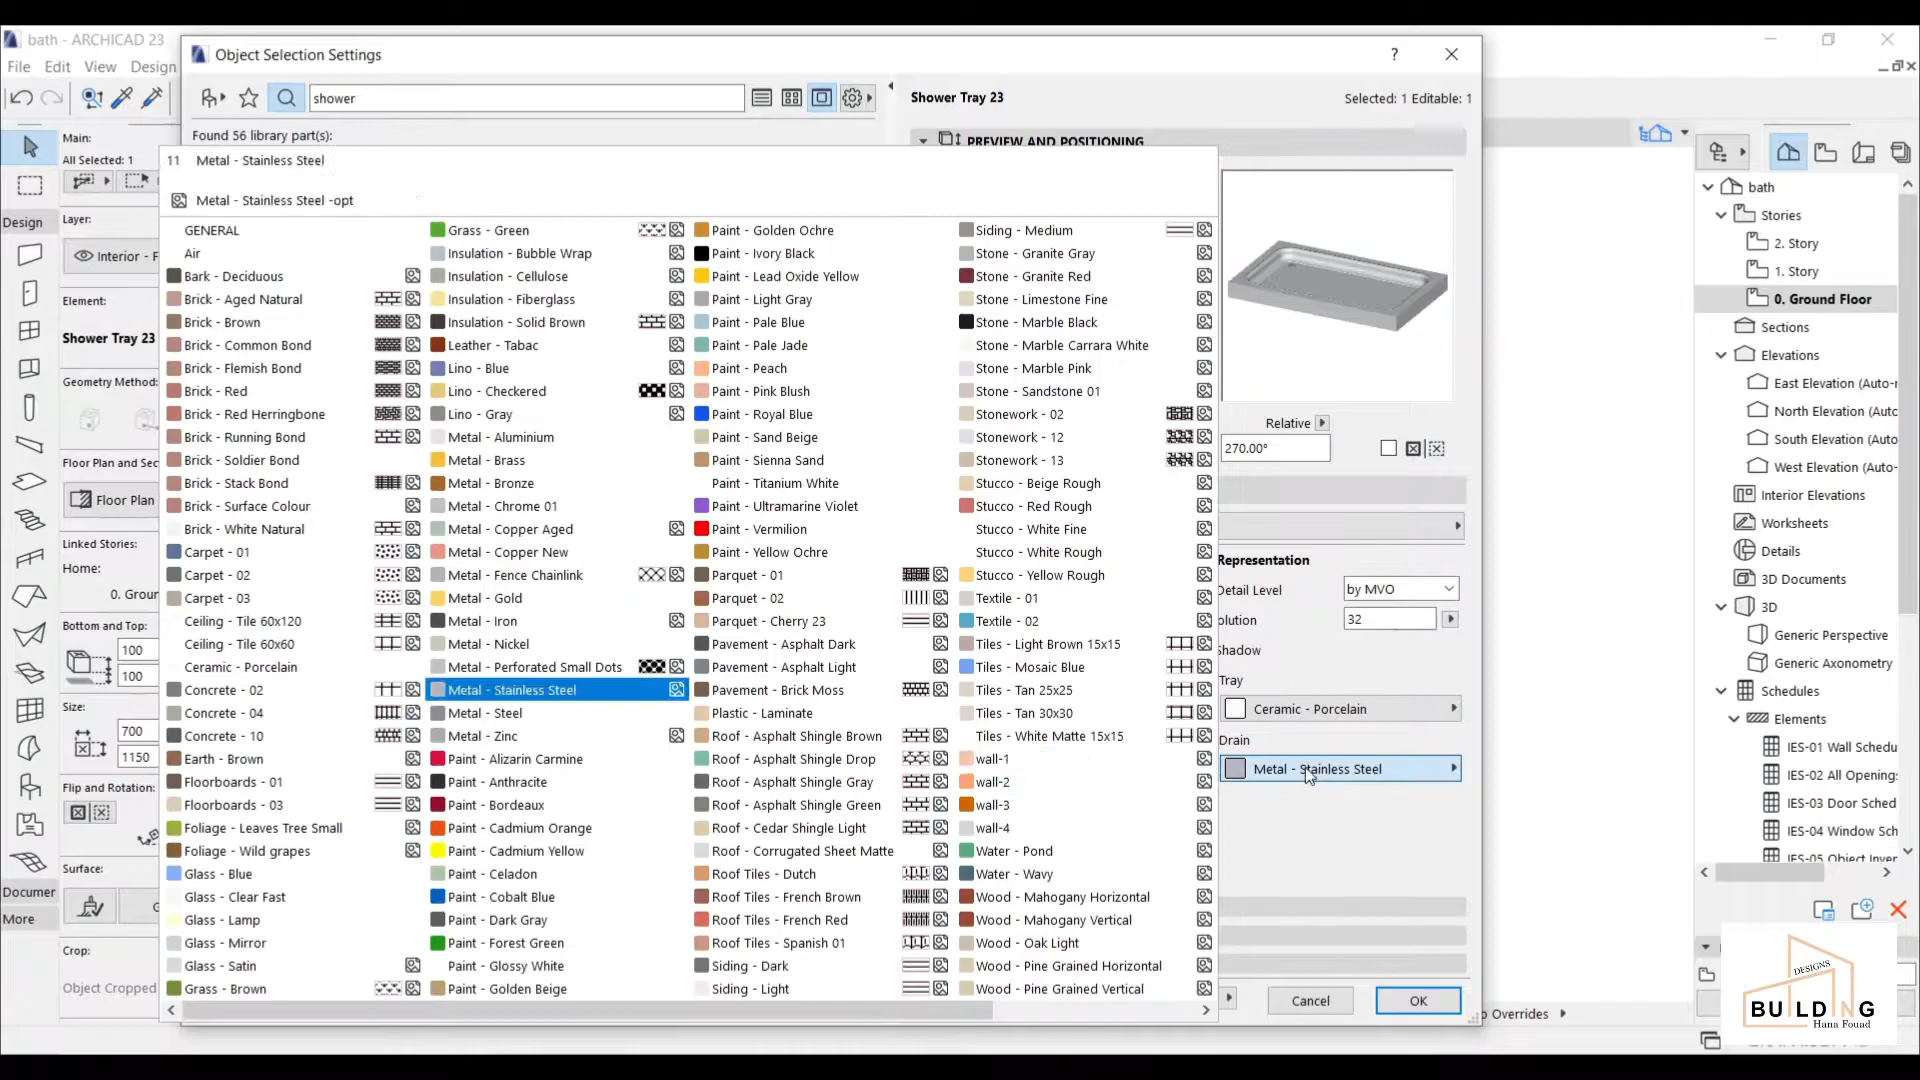 bath - ARCHICAD 23
File Edit View Design
Object Selection Settings
?
shower
Found 56 library part(s):
Shower Tray 23
Selected: 1 Editable: 1
PREVIEW AND POSITIONING
Main:
All Selected: 1
Design
Layer:
Interior - F
Element:
Shower Tray 23
Geometry Method:
Floor Plan and Sec
Floor Plan
Linked Stories:
Home:
0. Groun
Bottom and Top:
100
100
Size:
700
1150
Flip and Rotation:
Surface:
Documen
More
Crop:
Object Cropped
11 Metal - Stainless Steel
Metal - Stainless Steel -opt
GENERAL
Air
Bark - Deciduous
Brick - Aged Natural
Brick - Brown
Brick - Common Bond
Brick - Flemish Bond
Brick - Red
Brick - Red Herringbone
Brick - Running Bond
Brick - Soldier Bond
Brick - Stack Bond
Brick - Surface Colour
Brick - White Natural
Carpet - 01
Carpet - 02
Carpet - 03
Ceiling - Tile 60x120
Ceiling - Tile 60x60
Ceramic - Porcelain
Concrete - 02
Concrete - 04
Concrete - 10
Earth - Brown
Floorboards - 01
Floorboards - 03
Foliage - Leaves Tree Small
Foliage - Wild grapes
Glass - Blue
Glass - Clear Fast
Glass - Lamp
Glass - Mirror
Glass - Satin
Grass - Brown
Grass - Green
Insulation - Bubble Wrap
Insulation - Cellulose
Insulation - Fiberglass
Insulation - Solid Brown
Leather - Tabac
Lino - Blue
Lino - Checkered
Lino - Gray
Metal - Aluminium
Metal - Brass
Metal - Bronze
Metal - Chrome 01
Metal - Copper Aged
Metal - Copper New
Metal - Fence Chainlink
Metal - Gold
Metal - Iron
Metal - Nickel
Metal - Perforated Small Dots
Metal - Stainless Steel
Metal - Steel
Metal - Zinc
Paint - Alizarin Carmine
Paint - Anthracite
Paint - Bordeaux
Paint - Cadmium Orange
Paint - Cadmium Yellow
Paint - Celadon
Paint - Cobalt Blue
Paint - Dark Gray
Paint - Forest Green
Paint - Glossy White
Paint - Golden Beige
Paint - Golden Ochre
Paint - Ivory Black
Paint - Lead Oxide Yellow
Paint - Light Gray
Paint - Pale Blue
Paint - Pale Jade
Paint - Peach
Paint - Pink Blush
Paint - Royal Blue
Paint - Sand Beige
Paint - Sienna Sand
Paint - Titanium White
Paint - Ultramarine Violet
Paint - Vermilion
Paint - Yellow Ochre
Parquet - 01
Parquet - 02
Parquet - Cherry 23
Pavement - Asphalt Dark
Pavement - Asphalt Light
Pavement - Brick Moss
Plastic - Laminate
Roof - Asphalt Shingle Brown
Roof - Asphalt Shingle Drop
Roof - Asphalt Shingle Gray
Roof - Asphalt Shingle Green
Roof - Cedar Shingle Light
Roof - Corrugated Sheet Matte
Roof Tiles - Dutch
Roof Tiles - French Brown
Roof Tiles - French Red
Roof Tiles - Spanish 01
Siding - Dark
Siding - Light
Siding - Medium
Stone - Granite Gray
Stone - Granite Red
Stone - Limestone Fine
Stone - Marble Black
Stone - Marble Carrara White
Stone - Marble Pink
Stone - Sandstone 01
Stonework - 02
Stonework - 12
Stonework - 13
Stucco - Beige Rough
Stucco - Red Rough
Stucco - White Fine
Stucco - White Rough
Stucco - Yellow Rough
Textile - 01
Textile - 02
Tiles - Light Brown 15x15
Tiles - Mosaic Blue
Tiles - Tan 25x25
Tiles - Tan 30x30
Tiles - White Matte 15x15
wall-1
wall-2
wall-3
wall-4
Water - Pond
Water - Wavy
Wood - Mahogany Horizontal
Wood - Mahogany Vertical
Wood - Oak Light
Wood - Pine Grained Horizontal
Wood - Pine Grained Vertical
Relative
270.00°
Representation
Detail Level by MVO
olution 32
Shadow
Tray
Ceramic - Porcelain
Drain
Metal - Stainless Steel
Cancel OK
bath
Stories
2. Story
1. Story
0. Ground Floor
Sections
Elevations
East Elevation (Auto-r
North Elevation (Autc
South Elevation (Auto-
West Elevation (Auto-
Interior Elevations
Worksheets
Details
3D Documents
3D
Generic Perspective
Generic Axonometry
Schedules
Elements
IES-01 Wall Schedu
IES-02 All Opening:
IES-03 Door Sched
IES-04 Window Sch
IES-05 Object Inver
Overrides
DESIGNS
BUILDING
Hana Fouad